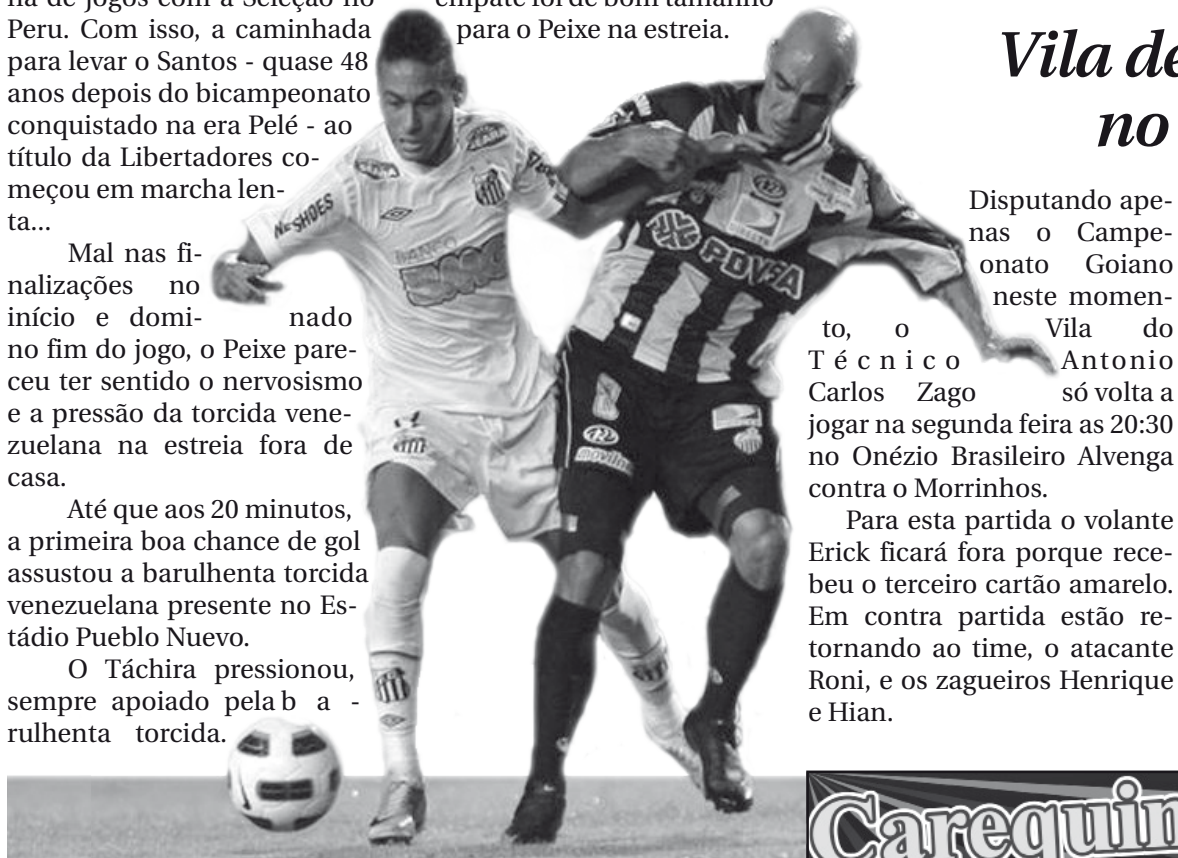 Peru. Com isso, a caminhada
para levar o Santos - quase 48
anos depois do bicampeonato
conquistado na era Pelé - ao
título da Libertadores co-
meçou em marcha len-
ta...
Mal nas fi-
nalizações no
início e domi- nado
no fim do jogo, o Peixe pare-
ceu ter sentido o nervosismo
e a pressão da torcida vene-
zuelana na estreia fora de
casa.
Até que aos 20 minutos,
a primeira boa chance de gol
assustou a barulhenta torcida
venezuelana presente no Es-
tádio Pueblo Nuevo.
O Táchira pressionou,
sempre apoiado pela b a -
rulhenta torcida.
para o Peixe na estreia.
NETSHOES
BANCO
BMG
PDVSA
movilnet
Vila de
no
Disputando ape-
nas o Campe-
onato Goiano
neste momen-
to, o Vila do
Técnico Antonio
Carlos Zago só volta a
jogar na segunda feira as 20:30
no Onézio Brasileiro Alvenga
contra o Morrinhos.
Para esta partida o volante
Erick ficará fora porque rece-
beu o terceiro cartão amarelo.
Em contra partida estão re-
tornando ao time, o atacante
Roni, e os zagueiros Henrique
e Hian.
Carequin